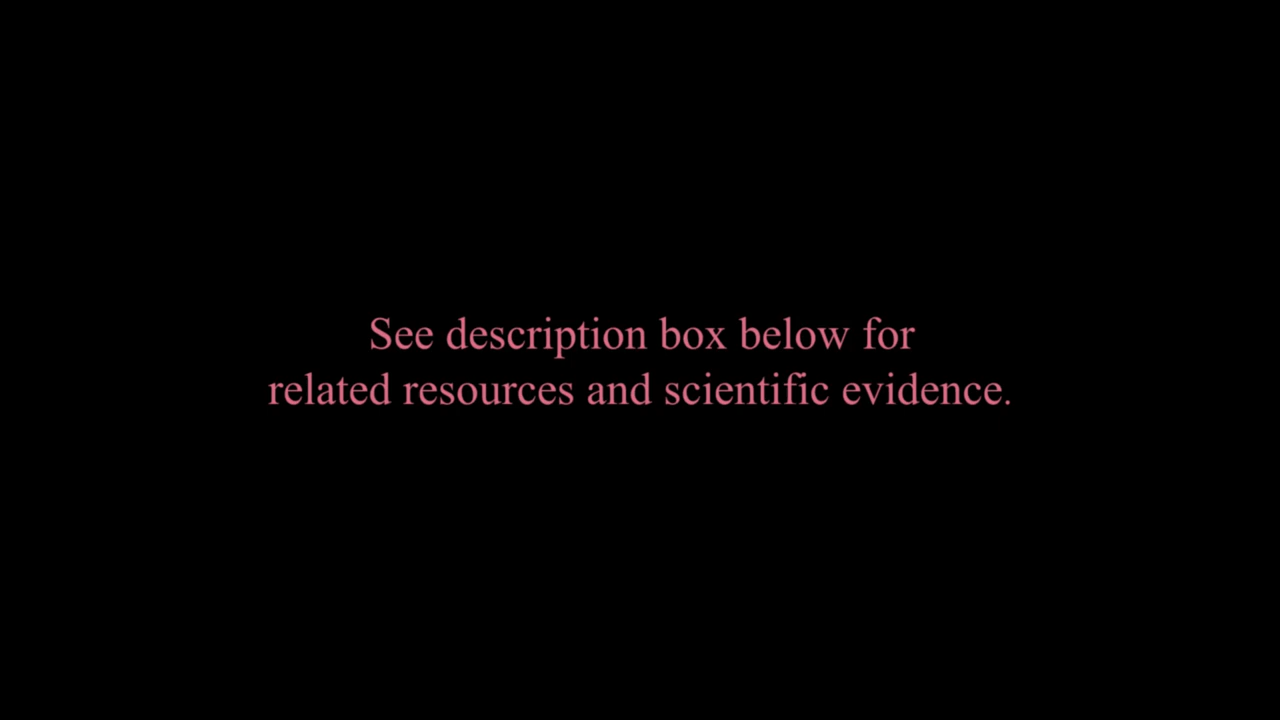 See description box below for
related resources and scientific evidence.